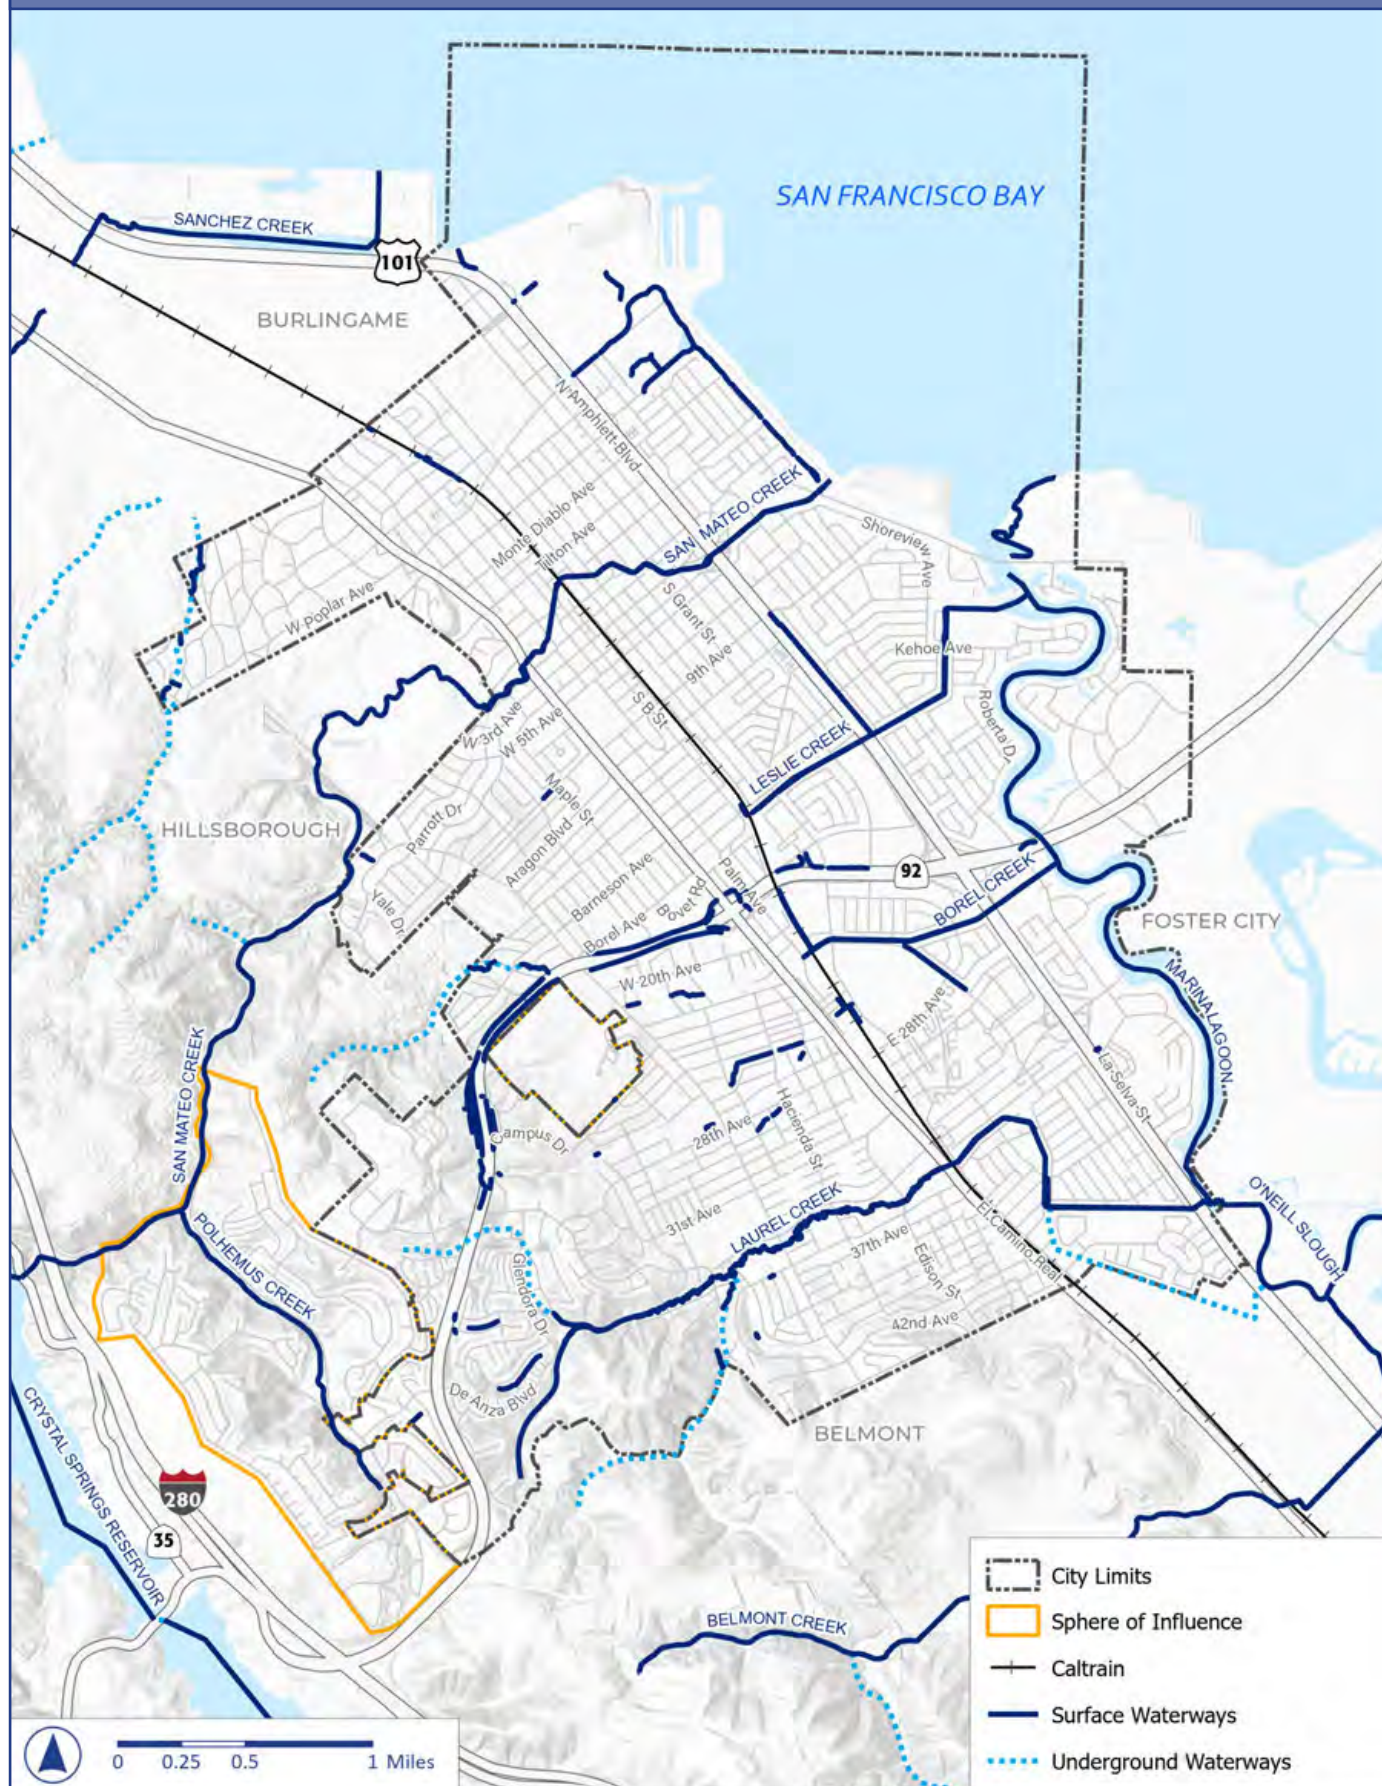 SAN FRANCISCO BAY
SANCHEZ CREEK
101
BURLINGAME
N Amphlett Blvd
SAN MATEO CREEK
Monte Diablo Ave
Tilton Ave
Shoreview Ave
W Poplar Ave
S Grant St
9th Ave
Kehoe Ave
S B St
Roberta Dr
W 3rd Ave
W 5th Ave
LESLIE CREEK
Maple St
Parrott Dr
HILLSBOROUGH
Aragon Blvd
92
Palm Ave
Barneson Ave
Bovet Rd
BOREL CREEK
Yale Dr
Borel Ave
FOSTER CITY
W 20th Ave
MARINA LAGOON
E 28th Ave
SAN MATEO CREEK
La Selva St
Campus Dr
28th Ave
Hacienda St
31st Ave
LAUREL CREEK
O'NEILL SLOUGH
POLHEMUS CREEK
37th Ave
El Camino Real
Edison St
Glendora Dr
42nd Ave
De Anza Blvd
BELMONT
CRYSTAL SPRINGS RESERVOIR
280
35
BELMONT CREEK
City Limits
Sphere of Influence
Caltrain
Surface Waterways
Underground Waterways
0 0.25 0.5 1 Miles